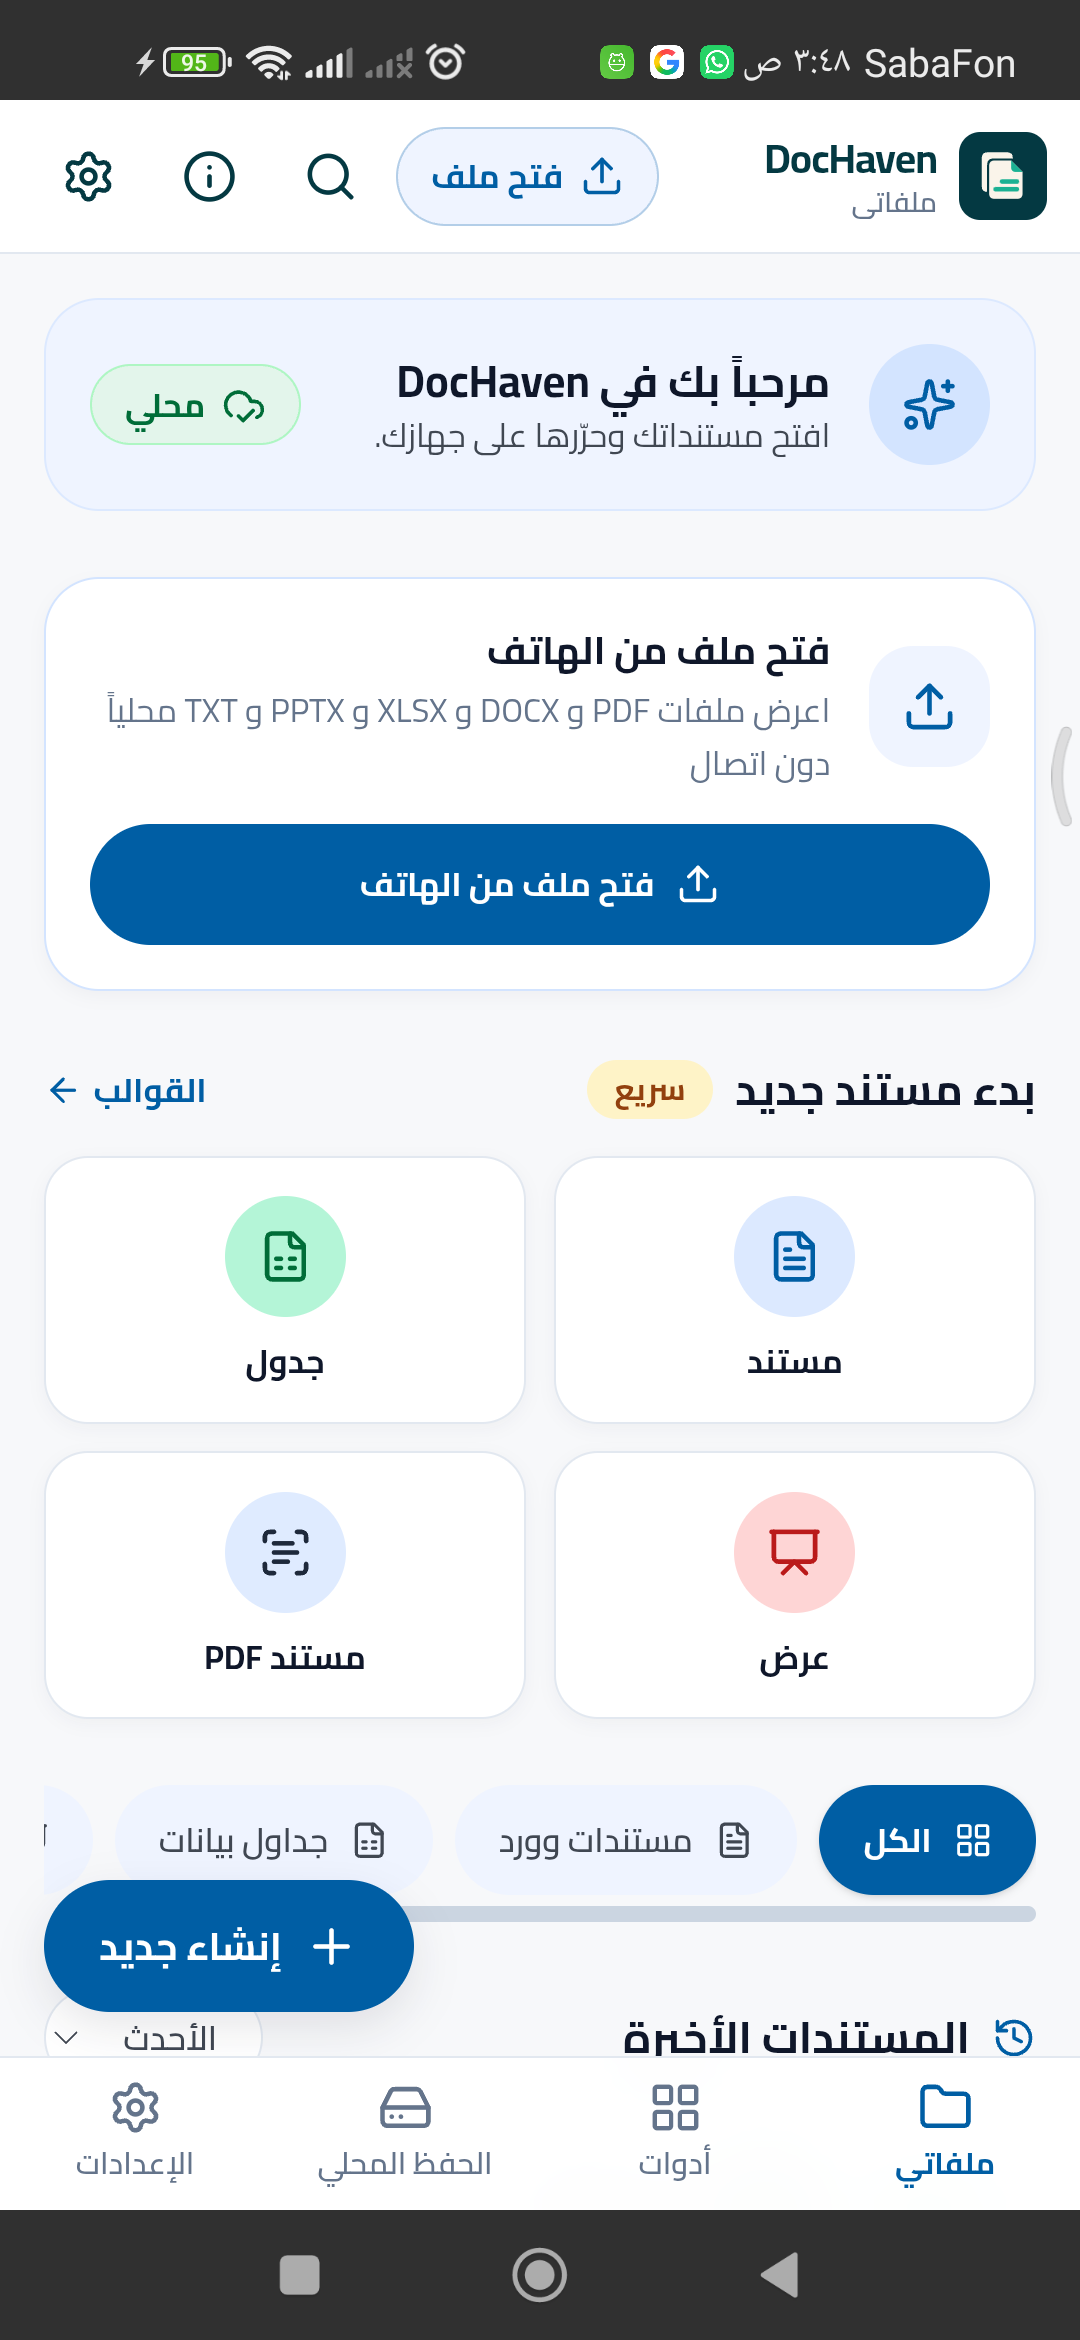 95
٣:٤٨ ص SabaFon
DocHaven
ملفاتي
فتح ملف
مرحباً بك في DocHaven
افتح مستنداتك وحرّرها على جهازك.
محلي
فتح ملف من الهاتف
اعرض ملفات PDF و DOCX و XLSX و PPTX و TXT محلياً
دون اتصال
فتح ملف من الهاتف
بدء مستند جديد
سريع
القوالب
مستند
جدول
عرض
مستند PDF
الكل
مستندات وورد
جداول بيانات
إنشاء جديد
المستندات الأخيرة
الأحدث
ملفاتي
أدوات
الحفظ المحلي
الإعدادات